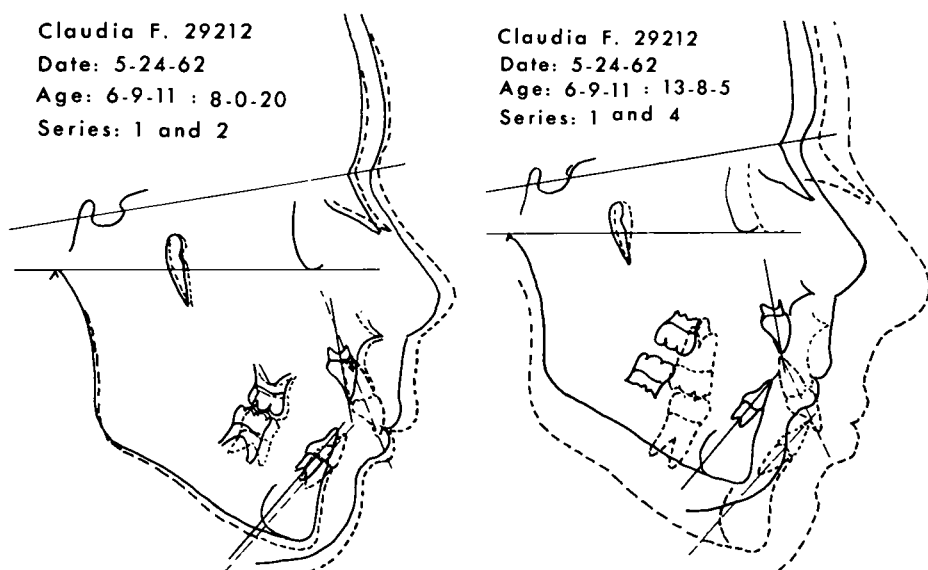 Claudia F. 29212
Date: 5-24-62
Age: 6-9-11 : 8-0-20
Series: 1 and 2
Claudia F. 29212
Date: 5-24-62
Age: 6-9-11 : 13-8-5
Series: 1 and 4